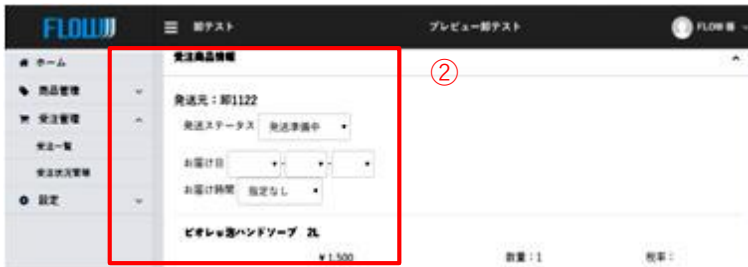 FLOW
卸テスト
プレビュー卸テスト
FLOW 様
ホーム
受注商品情報
②
商品管理
発送元：卸1122
受注管理
発送ステータス 発送準備中
受注一覧
お届け日 - -
受注状況管理
お届け時間 指定なし
設定
ビオレu泡ハンドソープ 2L
¥1,500 数量：1 税率：